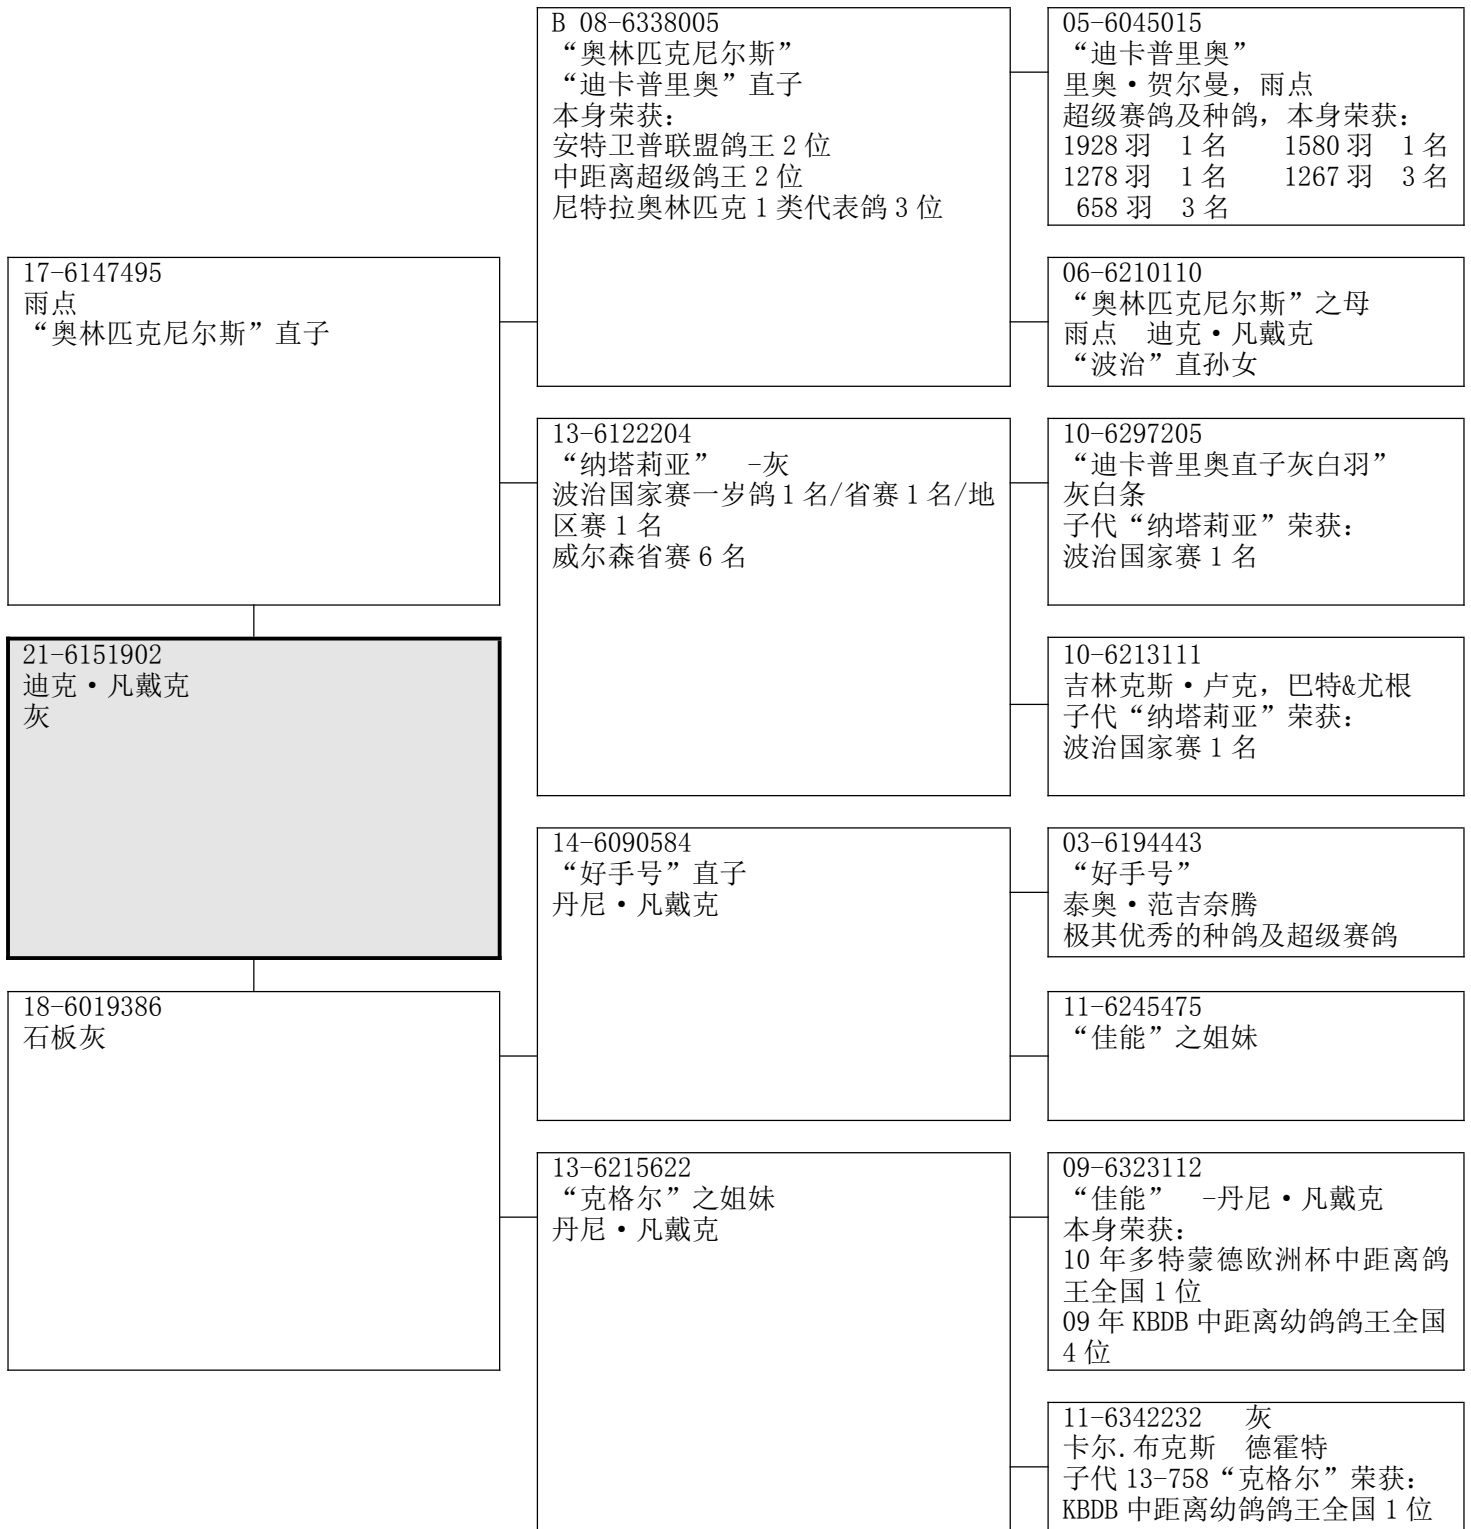 B 08-6338005
“奥林匹克尼尔斯”
“迪卡普里奥”直子
本身荣获：
安特卫普联盟鸽王 2 位
中距离超级鸽王 2 位
尼特拉奥林匹克 1 类代表鸽 3 位
05-6045015
“迪卡普里奥”
里奥·贺尔曼，雨点
超级赛鸽及种鸽，本身荣获：
1928 羽 1 名 1580 羽 1 名
1278 羽 1 名 1267 羽 3 名
658 羽 3 名
17-6147495
雨点
“奥林匹克尼尔斯”直子
06-6210110
“奥林匹克尼尔斯”之母
雨点 迪克·凡戴克
“波治”直孙女
13-6122204
“纳塔莉亚” -灰
波治国家赛一岁鸽 1 名/省赛 1 名/地
区赛 1 名
威尔森省赛 6 名
10-6297205
“迪卡普里奥直子灰白羽”
灰白条
子代“纳塔莉亚”荣获：
波治国家赛 1 名
21-6151902
迪克·凡戴克
灰
10-6213111
吉林克斯·卢克，巴特&尤根
子代“纳塔莉亚”荣获：
波治国家赛 1 名
14-6090584
“好手号”直子
丹尼·凡戴克
03-6194443
“好手号”
泰奥·范吉奈腾
极其优秀的种鸽及超级赛鸽
18-6019386
石板灰
11-6245475
“佳能”之姐妹
13-6215622
“克格尔”之姐妹
丹尼·凡戴克
09-6323112
“佳能” -丹尼·凡戴克
本身荣获：
10 年多特蒙德欧洲杯中距离鸽
王全国 1 位
09 年 KBDB 中距离幼鸽鸽王全国
4 位
11-6342232 灰
卡尔.布克斯 德霍特
子代 13-758“克格尔”荣获：
KBDB 中距离幼鸽鸽王全国 1 位